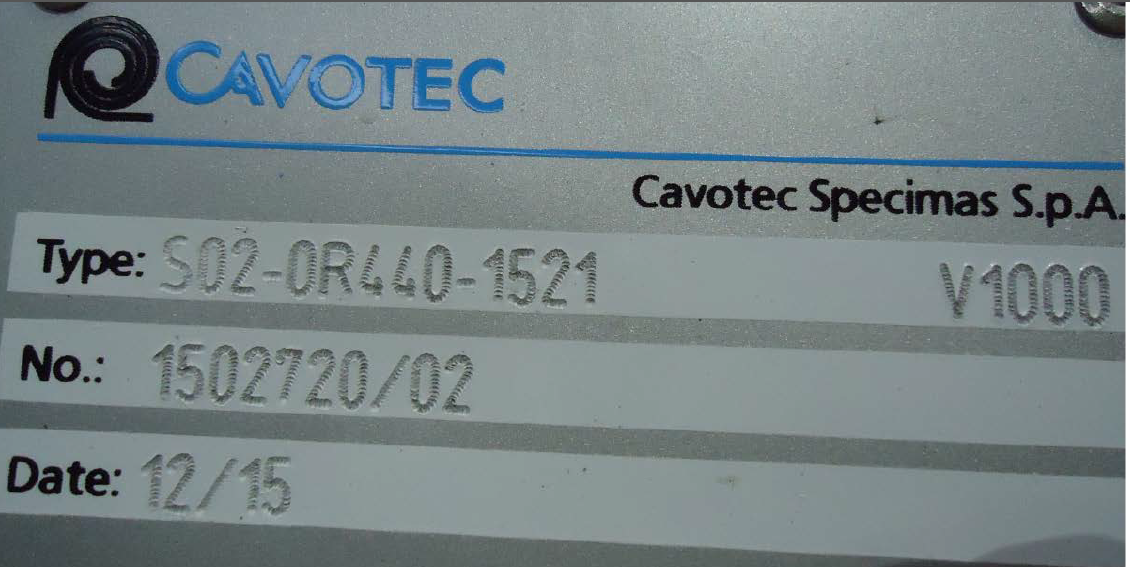 CAVOTEC
Cavotec Specimas S.p.A.
Type: S02-0R440-1521 V1000
No.: 1502720/02
Date: 12/15